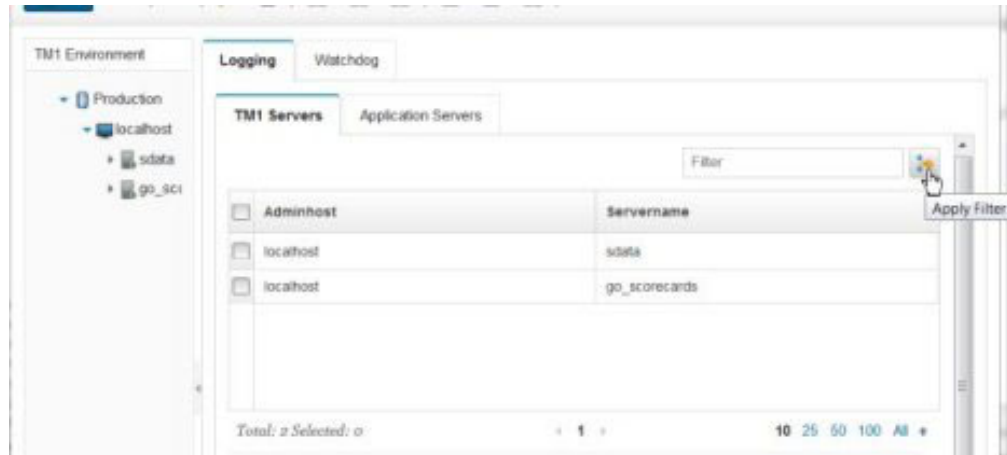 TM1 Environment
Production
localhost
sdata
go_sc
Logging
Watchdog
TM1 Servers
Application Servers
Filter
Apply Filter
Adminhost
Servername
localhost
sdata
localhost
go_scorecards
Total: 2 Selected: 0
1
10 25 50 100 All